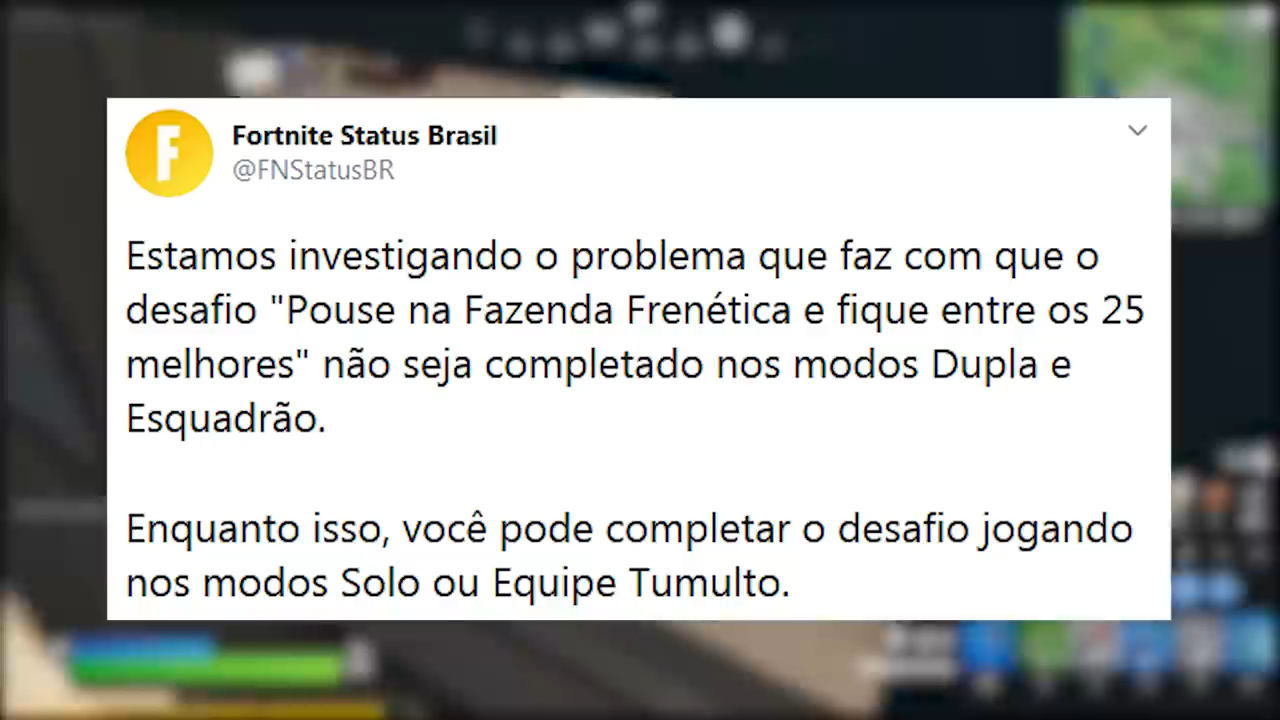 Fortnite Status Brasil
@FNStatusBR
Estamos investigando o problema que faz com que o
desafio "Pouse na Fazenda Frenética e fique entre os 25
melhores" não seja completado nos modos Dupla e
Esquadrão.
Enquanto isso, você pode completar o desafio jogando
nos modos Solo ou Equipe Tumulto.